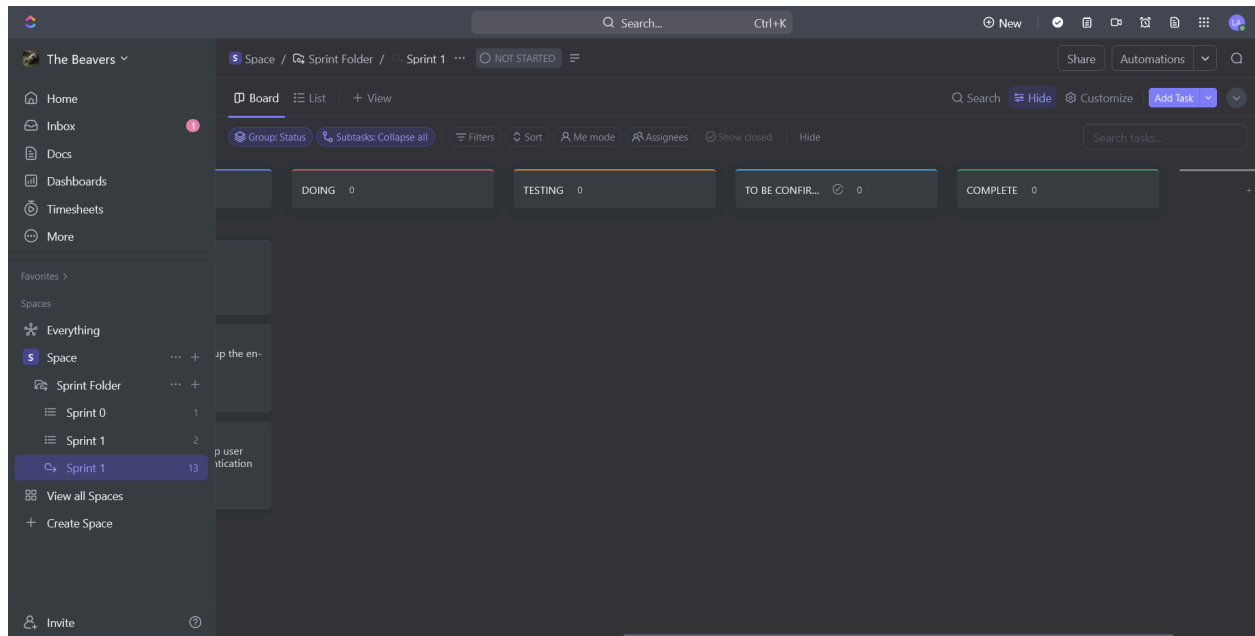 Search... Ctrl+K New LA
The Beavers
Space / Sprint Folder / Sprint 1 ... NOT STARTED Share Automations
Home
Inbox 1
Docs
Dashboards
Timesheets
More
Favorites >
Spaces
Everything
S Space ... +
Sprint Folder ... +
Sprint 0 1
Sprint 1 2
Sprint 1 13
View all Spaces
+ Create Space
Invite ?
Board List + View Search Hide Customize Add Task
Group: Status Subtasks: Collapse all Filters Sort Me mode Assignees Show closed Hide Search tasks...
DOING 0 TESTING 0 TO BE CONFIR... 0 COMPLETE 0 +
up the en-
p user
ntication